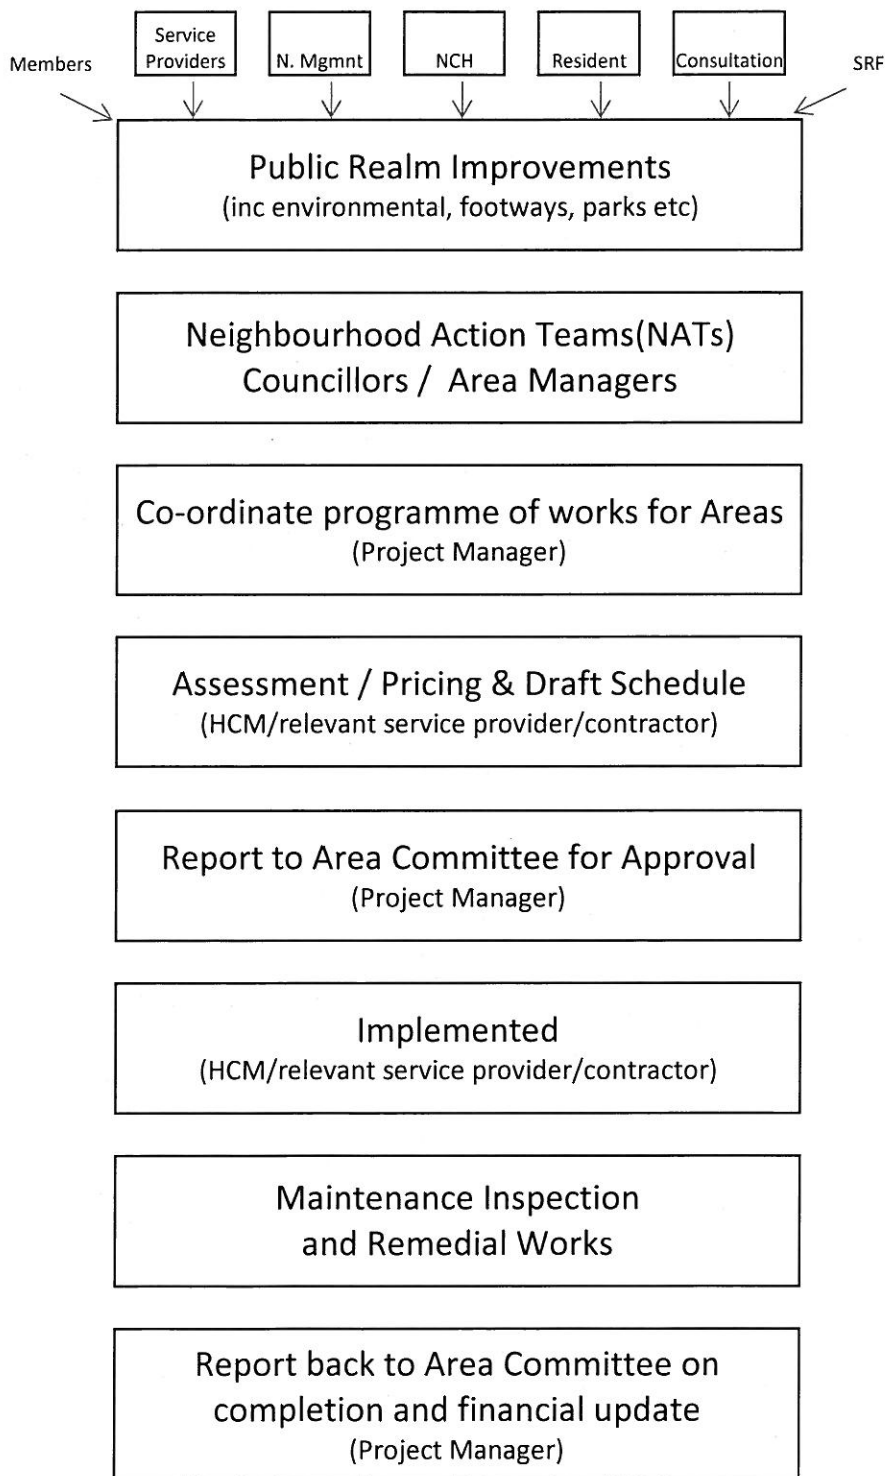 Members
Service
Providers
N. Mgmnt
NCH
Resident
Consultation
SRF
Public Realm Improvements
(inc environmental, footways, parks etc)
Neighbourhood Action Teams(NATs)
Councillors / Area Managers
Co-ordinate programme of works for Areas
(Project Manager)
Assessment / Pricing & Draft Schedule
(HCM/relevant service provider/contractor)
Report to Area Committee for Approval
(Project Manager)
Implemented
(HCM/relevant service provider/contractor)
Maintenance Inspection
and Remedial Works
Report back to Area Committee on
completion and financial update
(Project Manager)